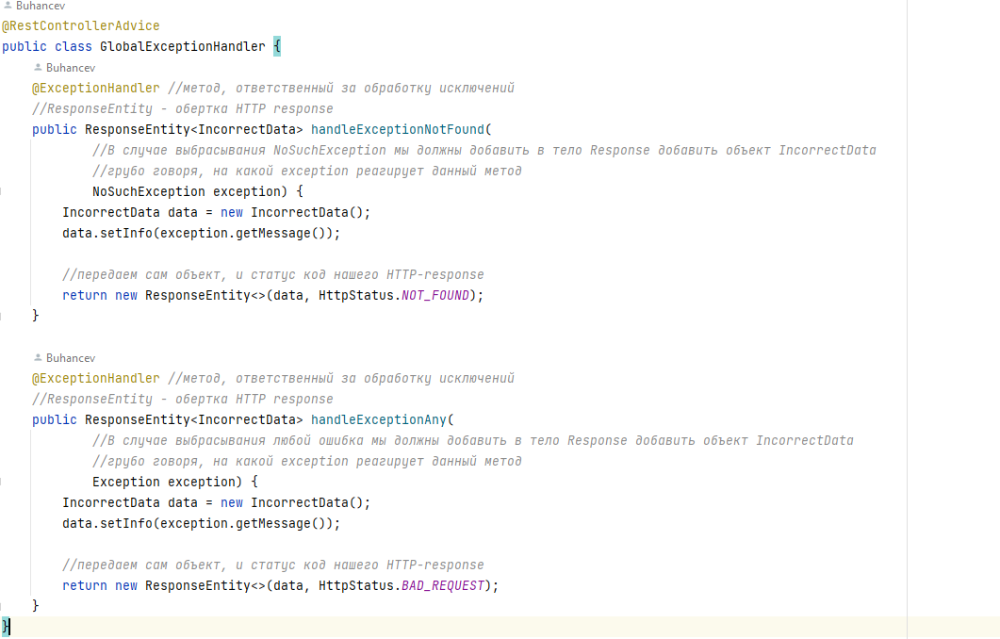 Buhancev
@RestControllerAdvice
public class GlobalExceptionHandler {
Buhancev
@ExceptionHandler //метод, ответственный за обработку исключений
//ResponseEntity - обертка HTTP response
public ResponseEntity<IncorrectData> handleExceptionNotFound(
//В случае выбрасывания NoSuchException мы должны добавить в тело Response добавить объект IncorrectData
//грубо говоря, на какой exception реагирует данный метод
NoSuchException exception) {
IncorrectData data = new IncorrectData();
data.setInfo(exception.getMessage());
//передаем сам объект, и статус код нашего HTTP-response
return new ResponseEntity<>(data, HttpStatus.NOT_FOUND);
}
Buhancev
@ExceptionHandler //метод, ответственный за обработку исключений
//ResponseEntity - обертка HTTP response
public ResponseEntity<IncorrectData> handleExceptionAny(
//В случае выбрасывания любой ошибка мы должны добавить в тело Response добавить объект IncorrectData
//грубо говоря, на какой exception реагирует данный метод
Exception exception) {
IncorrectData data = new IncorrectData();
data.setInfo(exception.getMessage());
//передаем сам объект, и статус код нашего HTTP-response
return new ResponseEntity<>(data, HttpStatus.BAD_REQUEST);
}
}